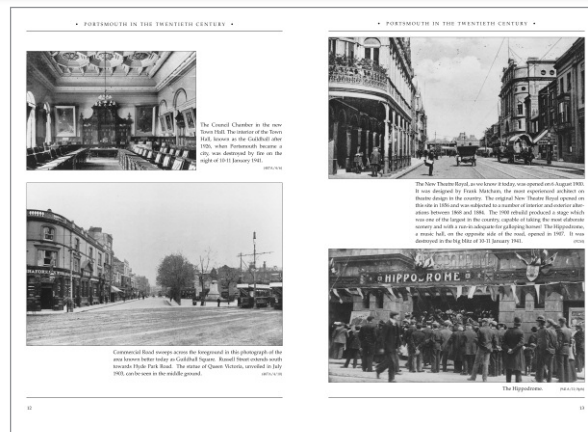 • PORTSMOUTH IN THE TWENTIETH CENTURY •
The Council Chamber in the new
Town Hall. The interior of the Town
Hall, known as the Guildhall after
1926, when Portsmouth became a
city, was destroyed by fire on the
night of 10-11 January 1941.
Commercial Road sweeps across the foreground in this photograph of the
area known better today as Guildhall Square. Russell Street extends south
towards Hyde Park Road. The statue of Queen Victoria, unveiled in July
1903, can be seen in the middle ground.
12
• PORTSMOUTH IN THE TWENTIETH CENTURY •
The New Theatre Royal, as we know it today, was opened on 6 August 1900.
It was designed by Frank Matcham, the most experienced architect on
theatre design in the country. The original New Theatre Royal opened on
this site in 1856 and was subjected to a number of interior and exterior alter-
ations between 1868 and 1884. The 1900 rebuild produced a stage which
was one of the largest in the country, capable of taking the most elaborate
scenery and with a run-in adequate for galloping horses! The Hippodrome,
a music hall, on the opposite side of the road, opened in 1907. It was
destroyed in the big blitz of 10-11 January 1941.
HIPPODROME
The Hippodrome.
13